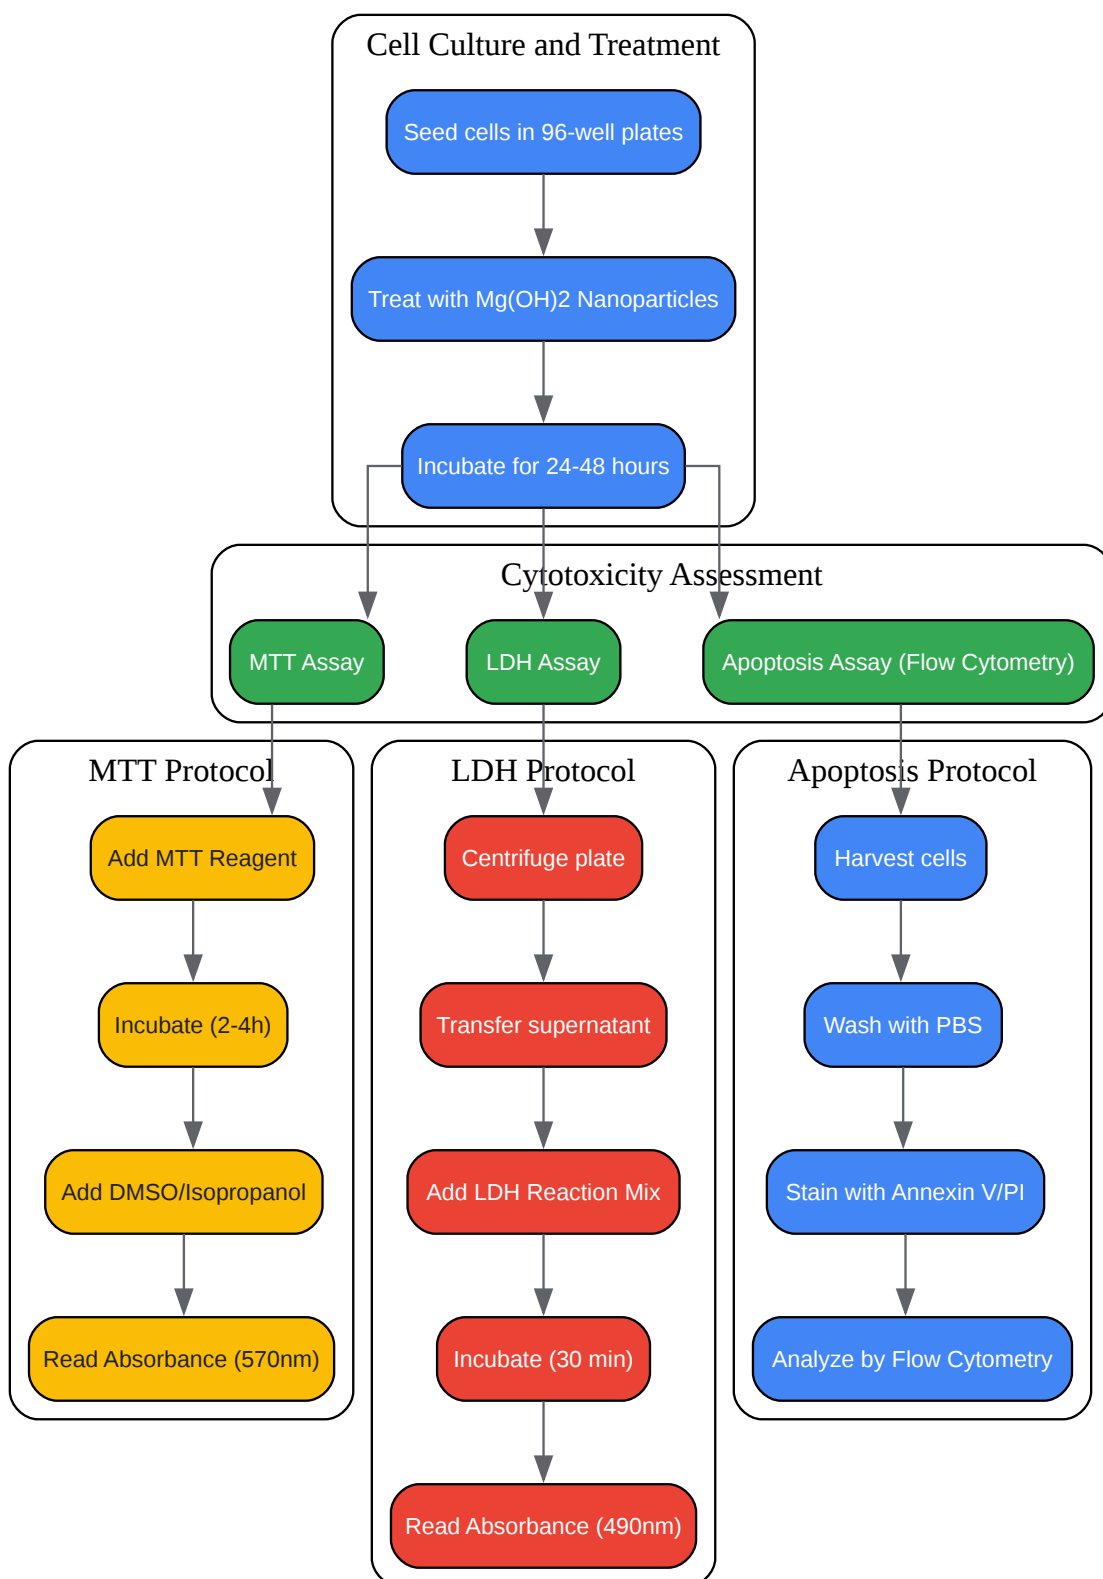 Cell Culture and Treatment
Seed cells in 96-well plates
Treat with Mg(OH)2 Nanoparticles
Incubate for 24-48 hours
Cytotoxicity Assessment
MTT Assay
LDH Assay
Apoptosis Assay (Flow Cytometry)
MTT Protocol
Add MTT Reagent
Incubate (2-4h)
Add DMSO/Isopropanol
Read Absorbance (570nm)
LDH Protocol
Centrifuge plate
Transfer supernatant
Add LDH Reaction Mix
Incubate (30 min)
Read Absorbance (490nm)
Apoptosis Protocol
Harvest cells
Wash with PBS
Stain with Annexin V/PI
Analyze by Flow Cytometry